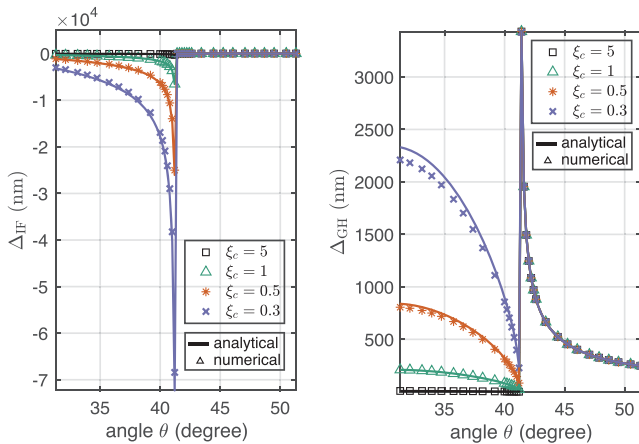 ×10⁴
0
-1
-2
-3
-4
-5
-6
-7
Δ_IF (nm)
ξ_c = 5
ξ_c = 1
ξ_c = 0.5
ξ_c = 0.3
analytical
numerical
35 40 45 50
angle θ (degree)
3000
2500
2000
1500
1000
500
Δ_GH (nm)
ξ_c = 5
ξ_c = 1
ξ_c = 0.5
ξ_c = 0.3
analytical
numerical
35 40 45 50
angle θ (degree)